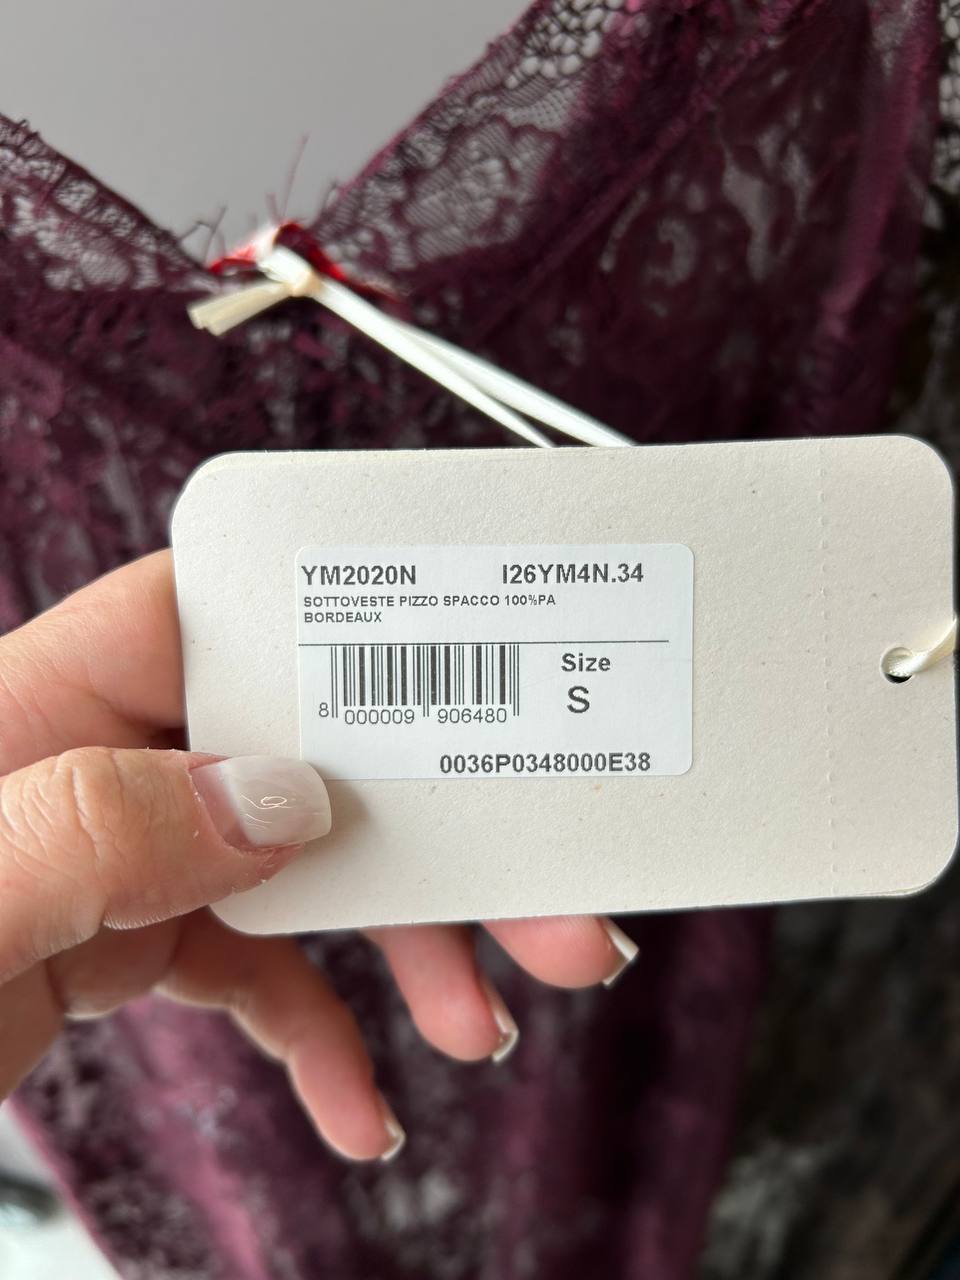 YM2020N I26YM4N.34
SOTTOVESTE PIZZO SPACCO 100%PA
BORDEAUX
Size
S
8 000009 906480
0036P0348000E38